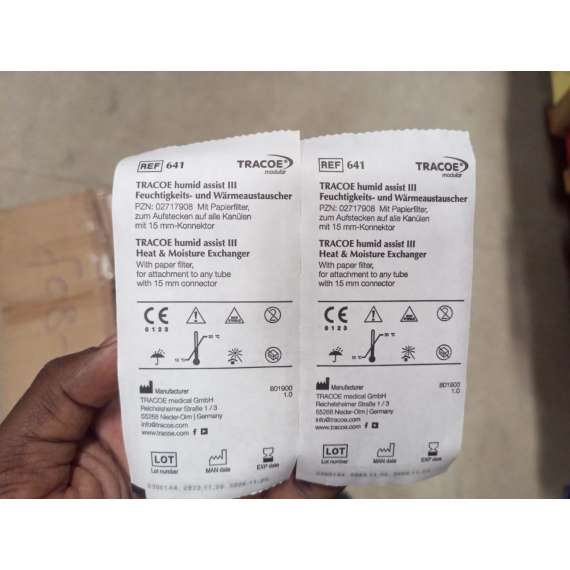 REF 641
TRACOE®
modular
TRACOE humid assist III
Feuchtigkeits- und Wärmeaustauscher
PZN: 02717908 Mit Papierfilter,
zum Aufstecken auf alle Kanülen
mit 15 mm-Konnektor
TRACOE humid assist III
Heat & Moisture Exchanger
With paper filter,
for attachment to any tube
with 15 mm connector
CE
0123
Manufacturer
801900
1.0
TRACOE medical GmbH
Reichelsheimer Straße 1 / 3
55268 Nieder-Olm | Germany
info@tracoe.com
www.tracoe.com
LOT
Lot number
MAN date
EXP date
REF 641
TRACOE®
modular
TRACOE humid assist III
Feuchtigkeits- und Wärmeaustauscher
PZN: 02717908 Mit Papierfilter,
zum Aufstecken auf alle Kanülen
mit 15 mm-Konnektor
TRACOE humid assist III
Heat & Moisture Exchanger
With paper filter,
for attachment to any tube
with 15 mm connector
CE
0123
Manufacturer
801900
1.0
TRACOE medical GmbH
Reichelsheimer Straße 1 / 3
55268 Nieder-Olm | Germany
info@tracoe.com
www.tracoe.com
LOT
Lot number
MAN date
EXP date